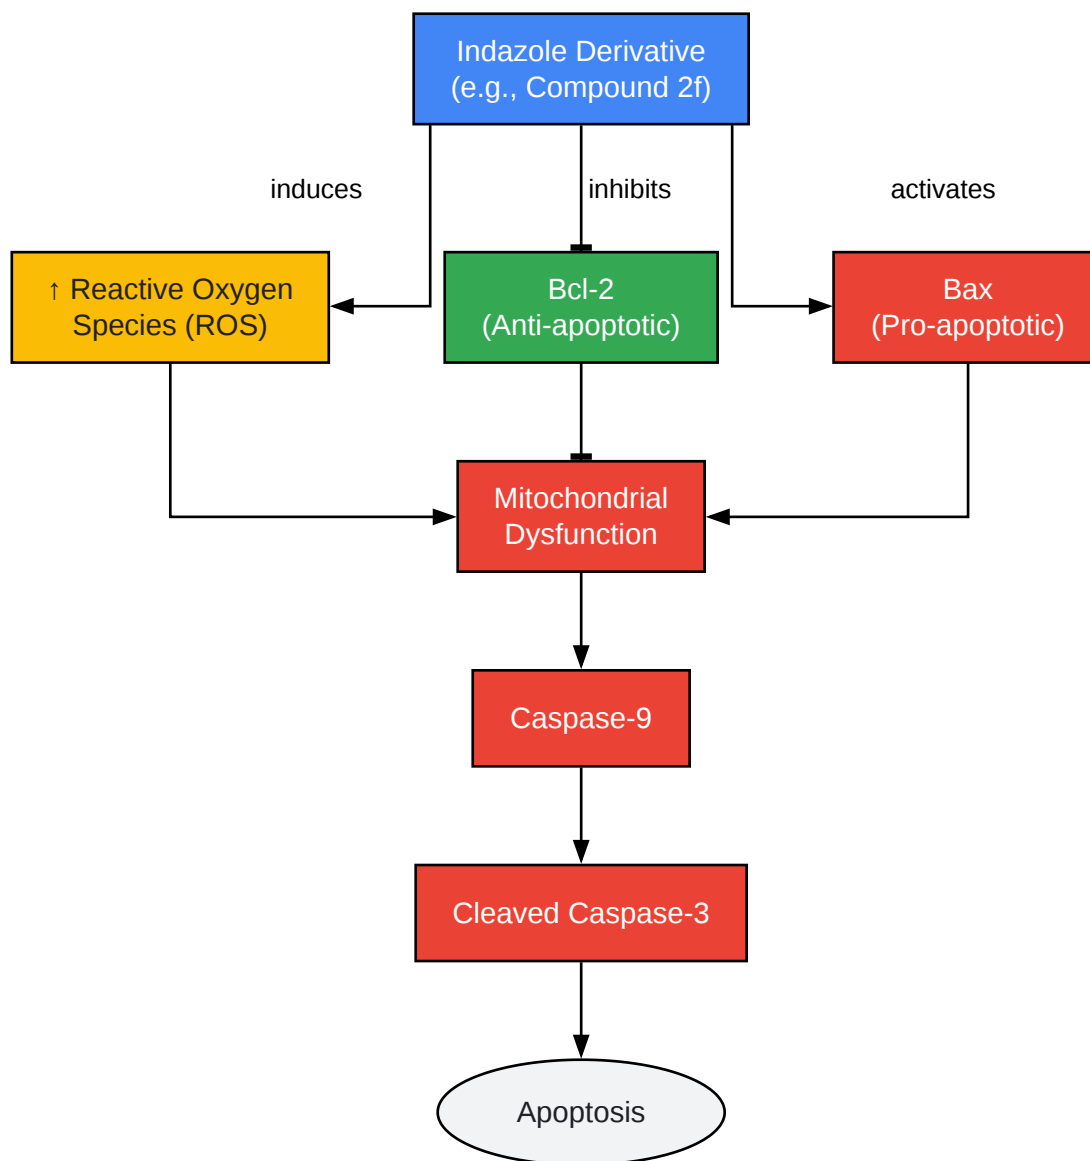 Indazole Derivative
(e.g., Compound 2f)
induces
inhibits
activates
↑ Reactive Oxygen
Species (ROS)
Bcl-2
(Anti-apoptotic)
Bax
(Pro-apoptotic)
Mitochondrial
Dysfunction
Caspase-9
Cleaved Caspase-3
Apoptosis